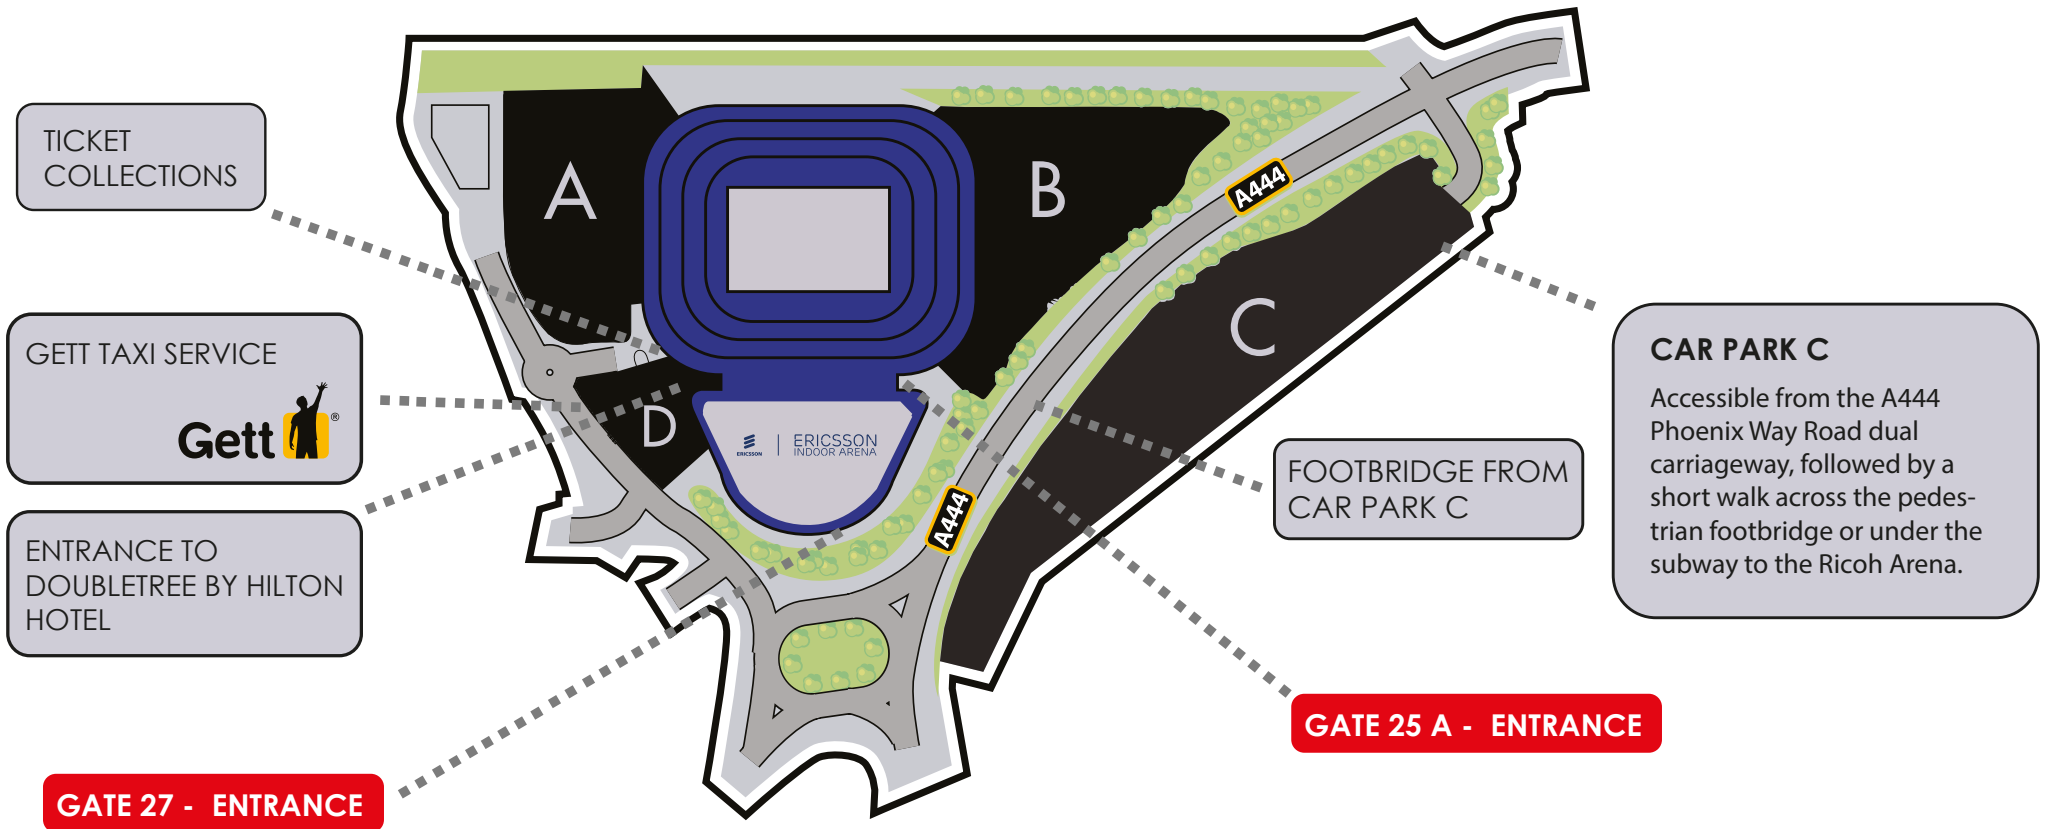 TICKET
COLLECTIONS
GETT TAXI SERVICE
Gett®
ENTRANCE TO
DOUBLETREE BY HILTON
HOTEL
GATE 27 - ENTRANCE
A
B
C
D
A444
A444
ERICSSON
ERICSSON
INDOOR ARENA
FOOTBRIDGE FROM
CAR PARK C
GATE 25 A - ENTRANCE
CAR PARK C
Accessible from the A444
Phoenix Way Road dual
carriageway, followed by a
short walk across the pedes-
trian footbridge or under the
subway to the Ricoh Arena.